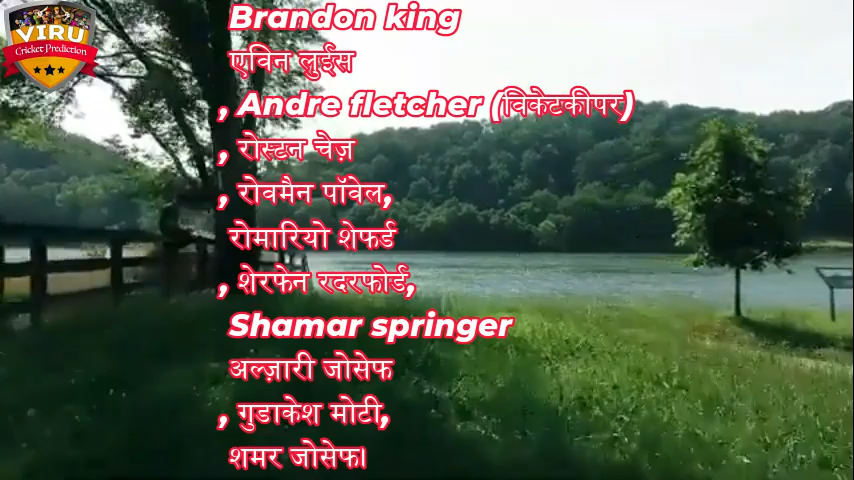 VIRU
Cricket Prediction
Brandon king
एविन लुईस
, Andre fletcher (विकेटकीपर)
, रोस्टन चेज़
, रोवमैन पॉवेल,
रोमारियो शेफर्ड
, शेरफेन रदरफोर्ड,
Shamar springer
अल्ज़ारी जोसेफ
, गुडाकेश मोटी,
शमर जोसेफ।